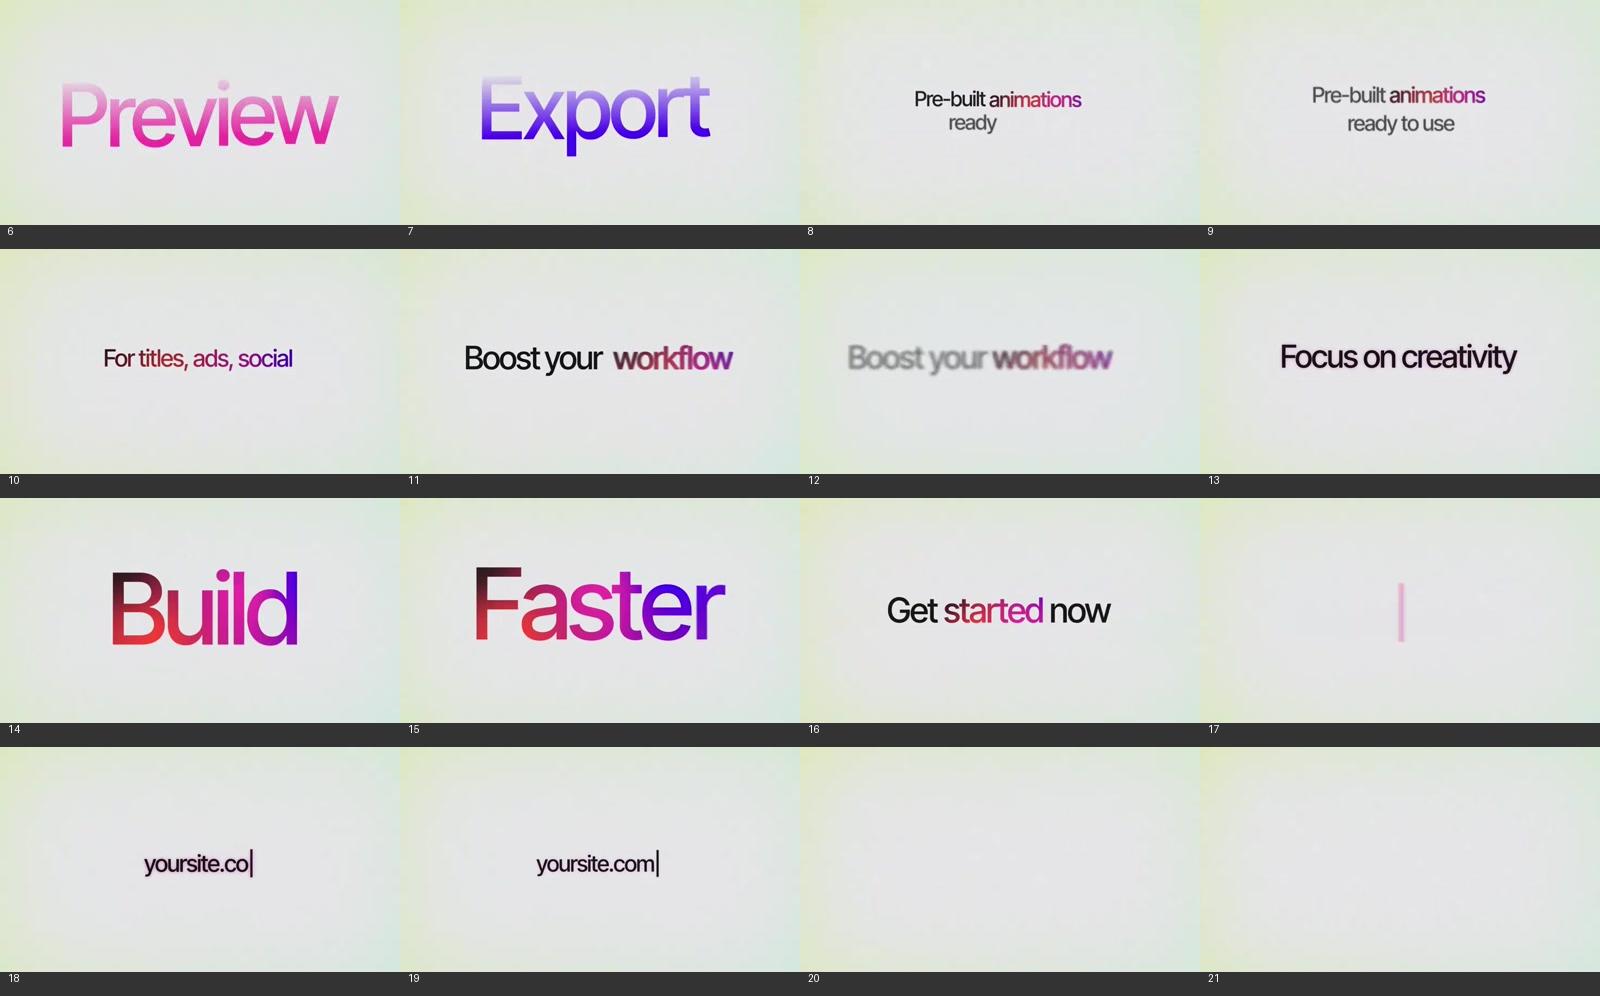 Preview
Export
Pre-built animations
ready
Pre-built animations
ready to use
6
7
8
9
For titles, ads, social
Boost your workflow
Boost your workflow
Focus on creativity
10
11
12
13
Build
Faster
Get started now
14
15
16
17
yoursite.co
yoursite.com
18
19
20
21